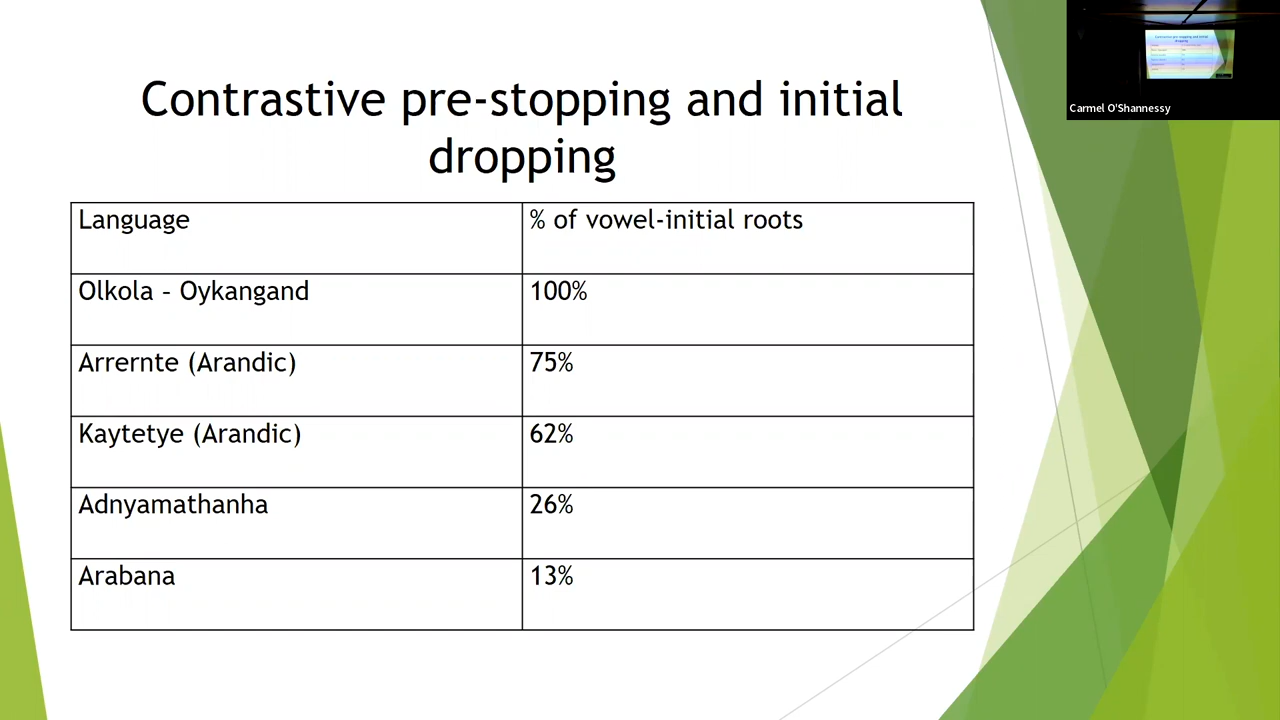 Contrastive pre-stopping and initial
dropping
Language
% of vowel-initial roots
Olkola – Oykangand
100%
Arrernte (Arandic)
75%
Kaytetye (Arandic)
62%
Adnyamathanha
26%
Arabana
13%
Carmel O'Shannessy